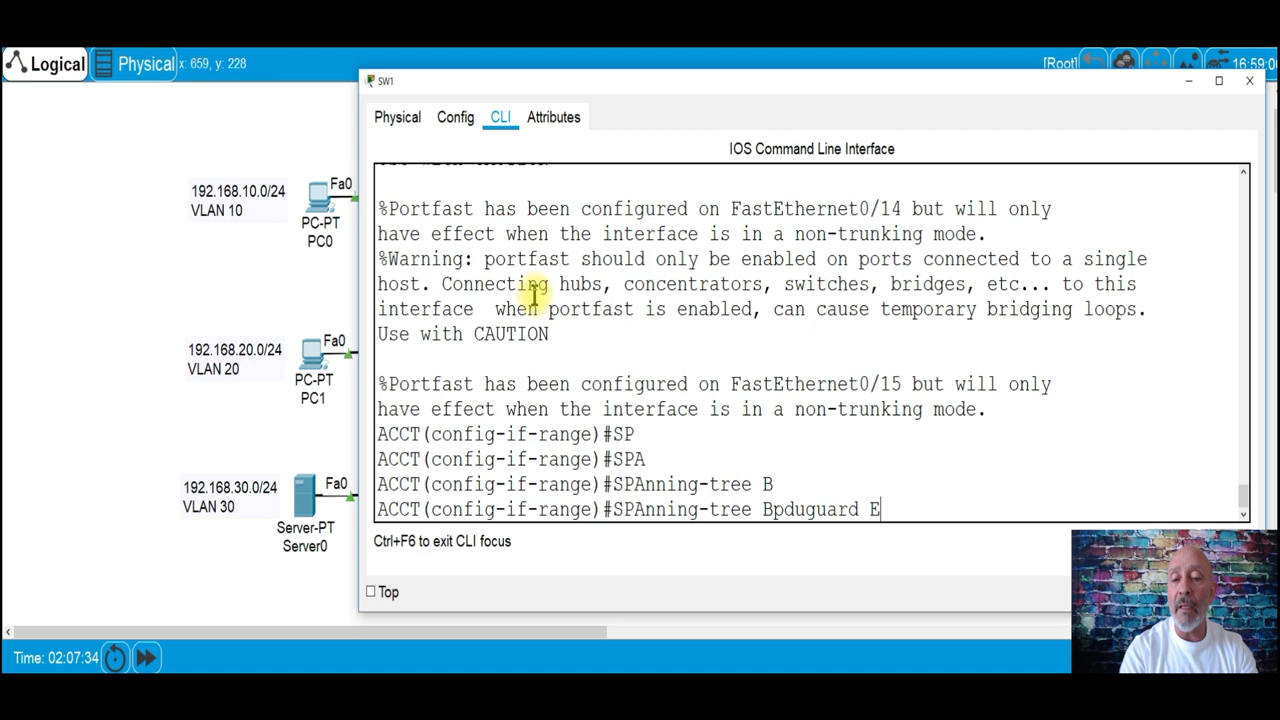 Logical
Physical
x: 659, y: 228
[Root]
16:59:0
SW1
Physical
Config
CLI
Attributes
IOS Command Line Interface
%Portfast has been configured on FastEthernet0/14 but will only
have effect when the interface is in a non-trunking mode.
%Warning: portfast should only be enabled on ports connected to a single
host. Connecting hubs, concentrators, switches, bridges, etc... to this
interface  when portfast is enabled, can cause temporary bridging loops.
Use with CAUTION
%Portfast has been configured on FastEthernet0/15 but will only
have effect when the interface is in a non-trunking mode.
ACCT(config-if-range)#SP
ACCT(config-if-range)#SPA
ACCT(config-if-range)#SPAnning-tree B
ACCT(config-if-range)#SPAnning-tree Bpduguard E
Ctrl+F6 to exit CLI focus
Top
192.168.10.0/24
VLAN 10
Fa0
PC-PT
PC0
192.168.20.0/24
VLAN 20
Fa0
PC-PT
PC1
192.168.30.0/24
VLAN 30
Fa0
Server-PT
Server0
Time: 02:07:34